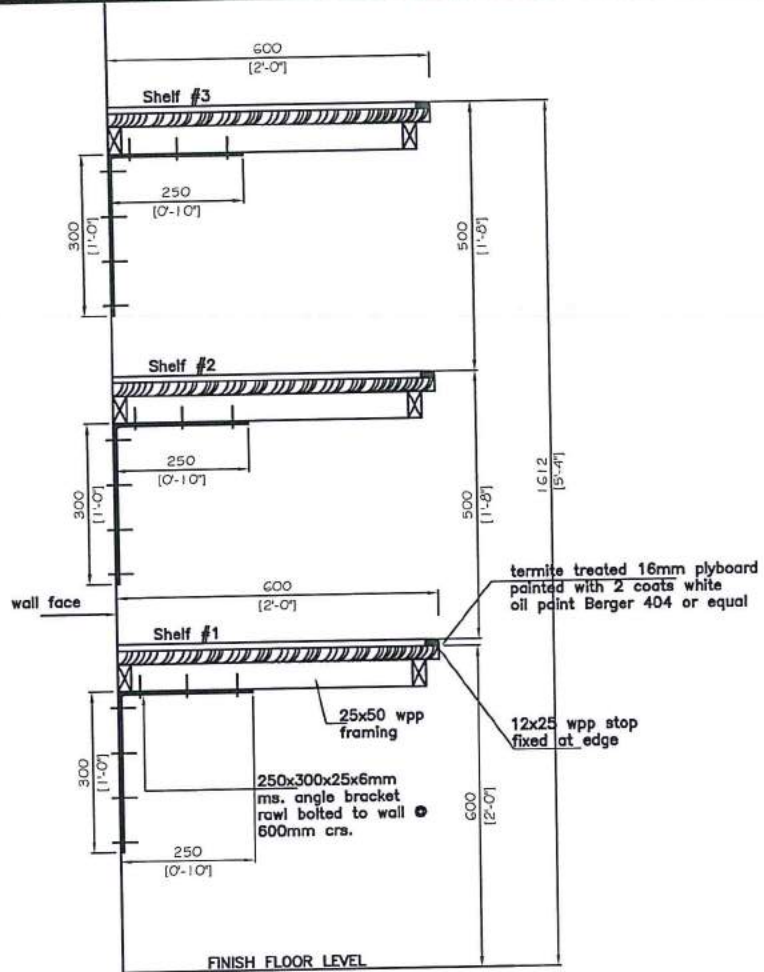 600
[2'-0"]
Shelf #3
250
[0'-10"]
300
[1'-0"]
500
[1'-8"]
Shelf #2
250
[0'-10"]
300
[1'-0"]
500
[1'-8"]
1612
[5'-4"]
600
[2'-0"]
wall face
Shelf #1
termite treated 16mm plyboard
painted with 2 coats white
oil paint Berger 404 or equal
25x50 wpp
framing
12x25 wpp stop
fixed at edge
300
[1'-0"]
250x300x25x6mm
ms. angle bracket
rawl bolted to wall @
600mm crs.
600
[2'-0"]
250
[0'-10"]
FINISH FLOOR LEVEL